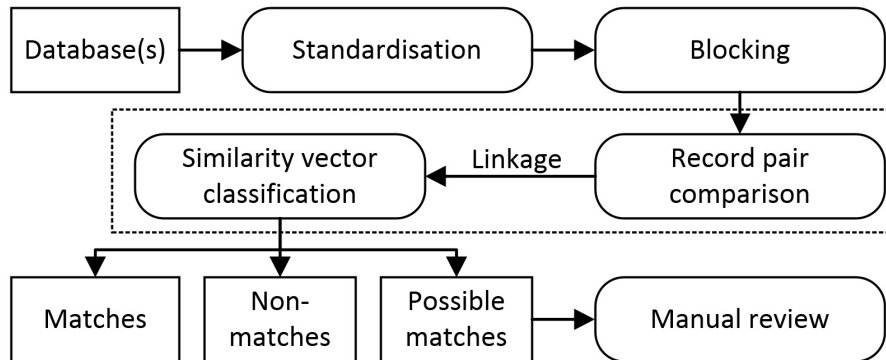 Database(s)
Standardisation
Blocking
Similarity vector
classification
Linkage
Record pair
comparison
Matches
Non-
matches
Possible
matches
Manual review